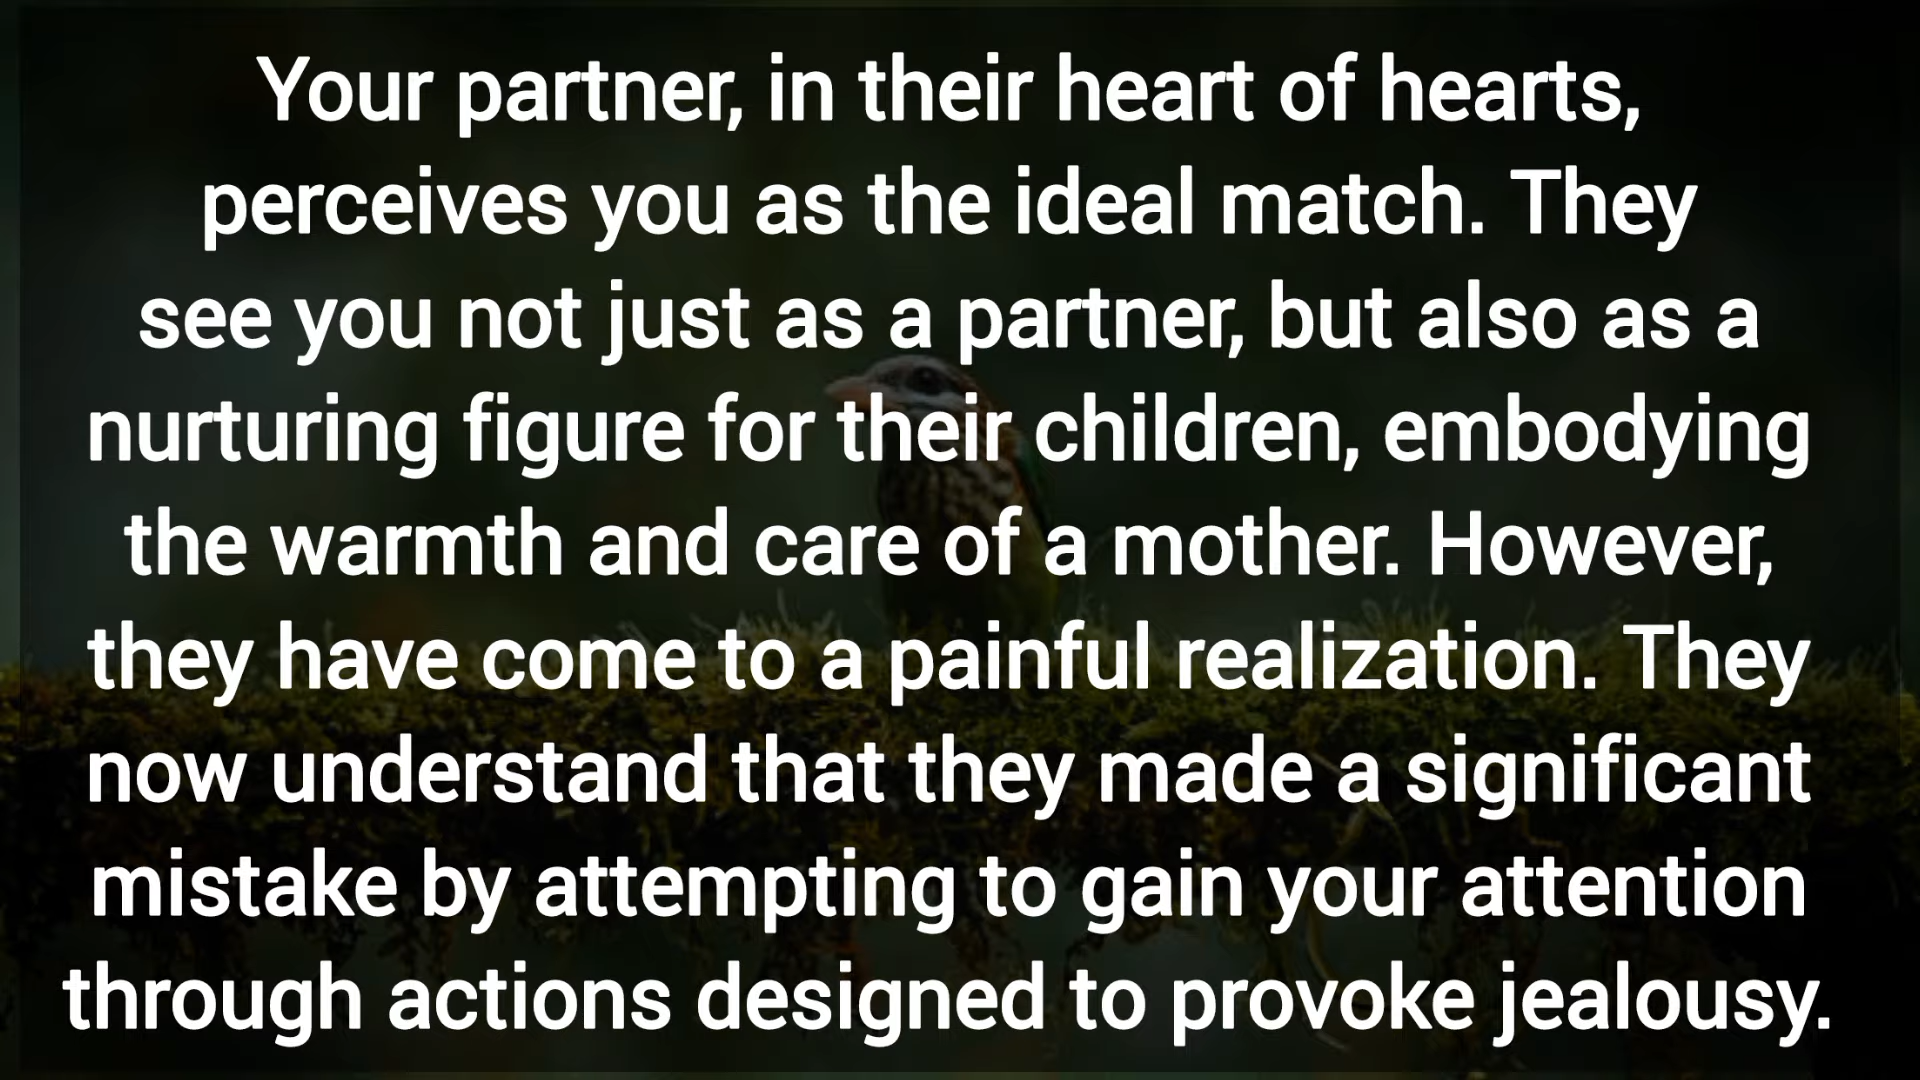 Your partner, in their heart of hearts,
perceives you as the ideal match. They
see you not just as a partner, but also as a
nurturing figure for their children, embodying
the warmth and care of a mother. However,
they have come to a painful realization. They
now understand that they made a significant
mistake by attempting to gain your attention
through actions designed to provoke jealousy.